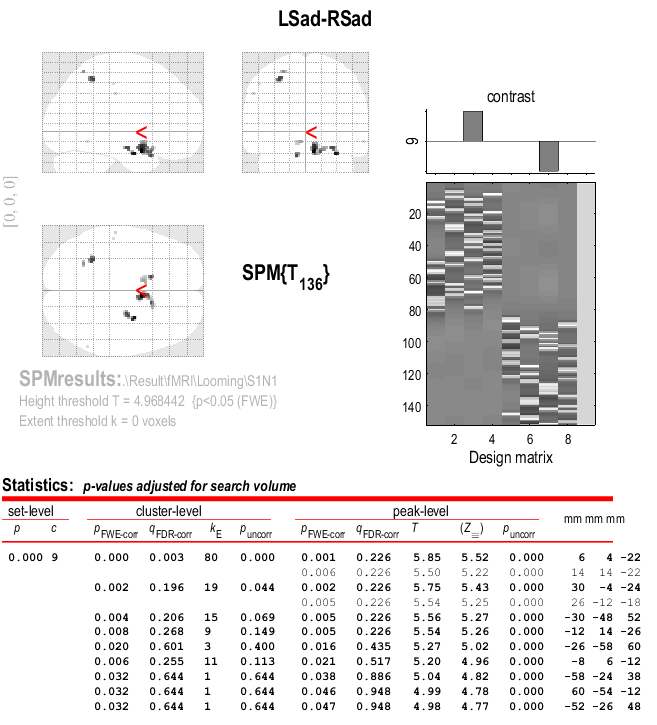 LSad-RSad
contrast
9
[0, 0, 0]
<
<
<
SPM{T136}
SPMresults: .\Result\fMRI\Looming\S1N1
Height threshold T = 4.968442 {p<0.05 (FWE)}
Extent threshold k = 0 voxels
20
40
60
80
100
120
140
2 4 6 8
Design matrix
Statistics: p-values adjusted for search volume
set-level cluster-level peak-level mm mm mm
p c pFWE-corr qFDR-corr kE puncorr pFWE-corr qFDR-corr T (Z≡) puncorr
0.000 9 0.000 0.003 80 0.000 0.001 0.226 5.85 5.52 0.000 6 4 -22
0.006 0.226 5.50 5.22 0.000 14 14 -22
0.002 0.196 19 0.044 0.002 0.226 5.75 5.43 0.000 30 -4 -24
0.005 0.226 5.54 5.25 0.000 26 -12 -18
0.004 0.206 15 0.069 0.005 0.226 5.56 5.27 0.000 -30 -48 52
0.008 0.268 9 0.149 0.005 0.226 5.54 5.26 0.000 -12 14 -26
0.020 0.601 3 0.400 0.016 0.435 5.27 5.02 0.000 -26 -58 60
0.006 0.255 11 0.113 0.021 0.517 5.20 4.96 0.000 -8 6 -12
0.032 0.644 1 0.644 0.038 0.886 5.04 4.82 0.000 -58 -24 38
0.032 0.644 1 0.644 0.046 0.948 4.99 4.78 0.000 60 -54 -12
0.032 0.644 1 0.644 0.047 0.948 4.98 4.77 0.000 -52 -26 48